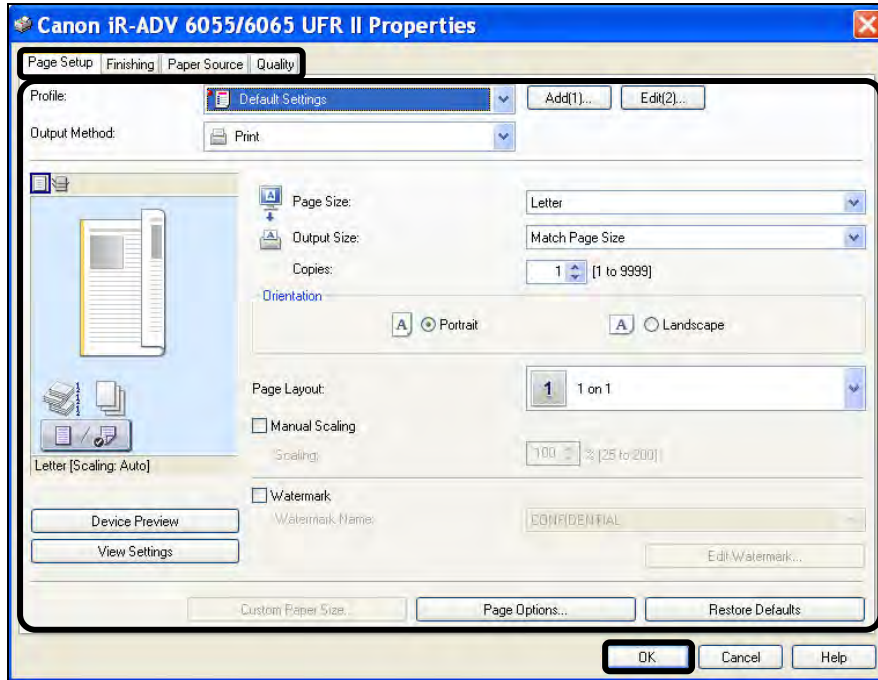 Canon iR-ADV 6055/6065 UFR II Properties
Page Setup Finishing Paper Source Quality
Profile: Default Settings Add(1)... Edit(2)...
Output Method: Print
Page Size: Letter
Output Size: Match Page Size
Copies: 1 [1 to 9999]
Orientation
A Portrait A Landscape
Page Layout: 1 1 on 1
Manual Scaling
Scaling: 100 % [25 to 200]
Letter [Scaling: Auto]
Watermark
Watermark Name: CONFIDENTIAL
Device Preview
View Settings
Edit Watermark...
Custom Paper Size... Page Options... Restore Defaults
OK Cancel Help